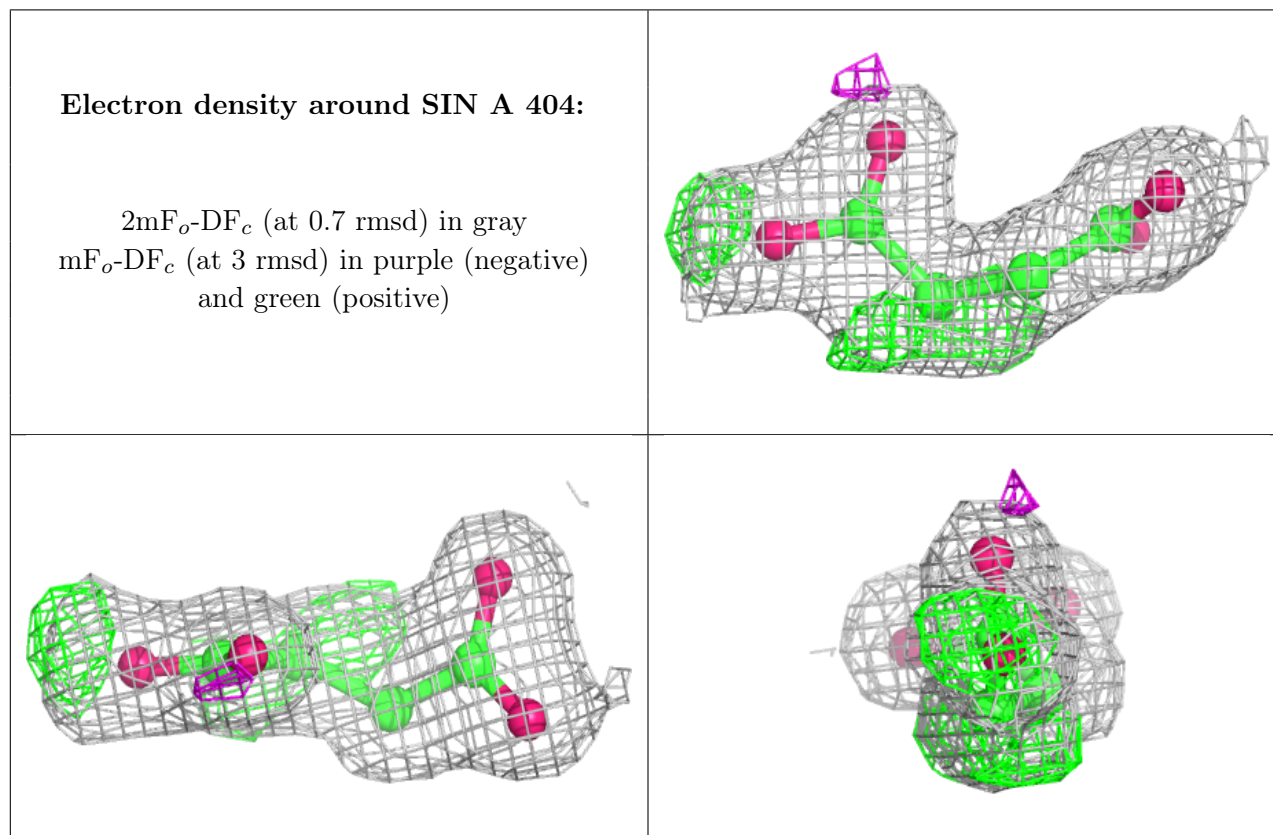 Electron density around SIN A 404:
2mFo-DFc (at 0.7 rmsd) in gray
mFo-DFc (at 3 rmsd) in purple (negative)
and green (positive)